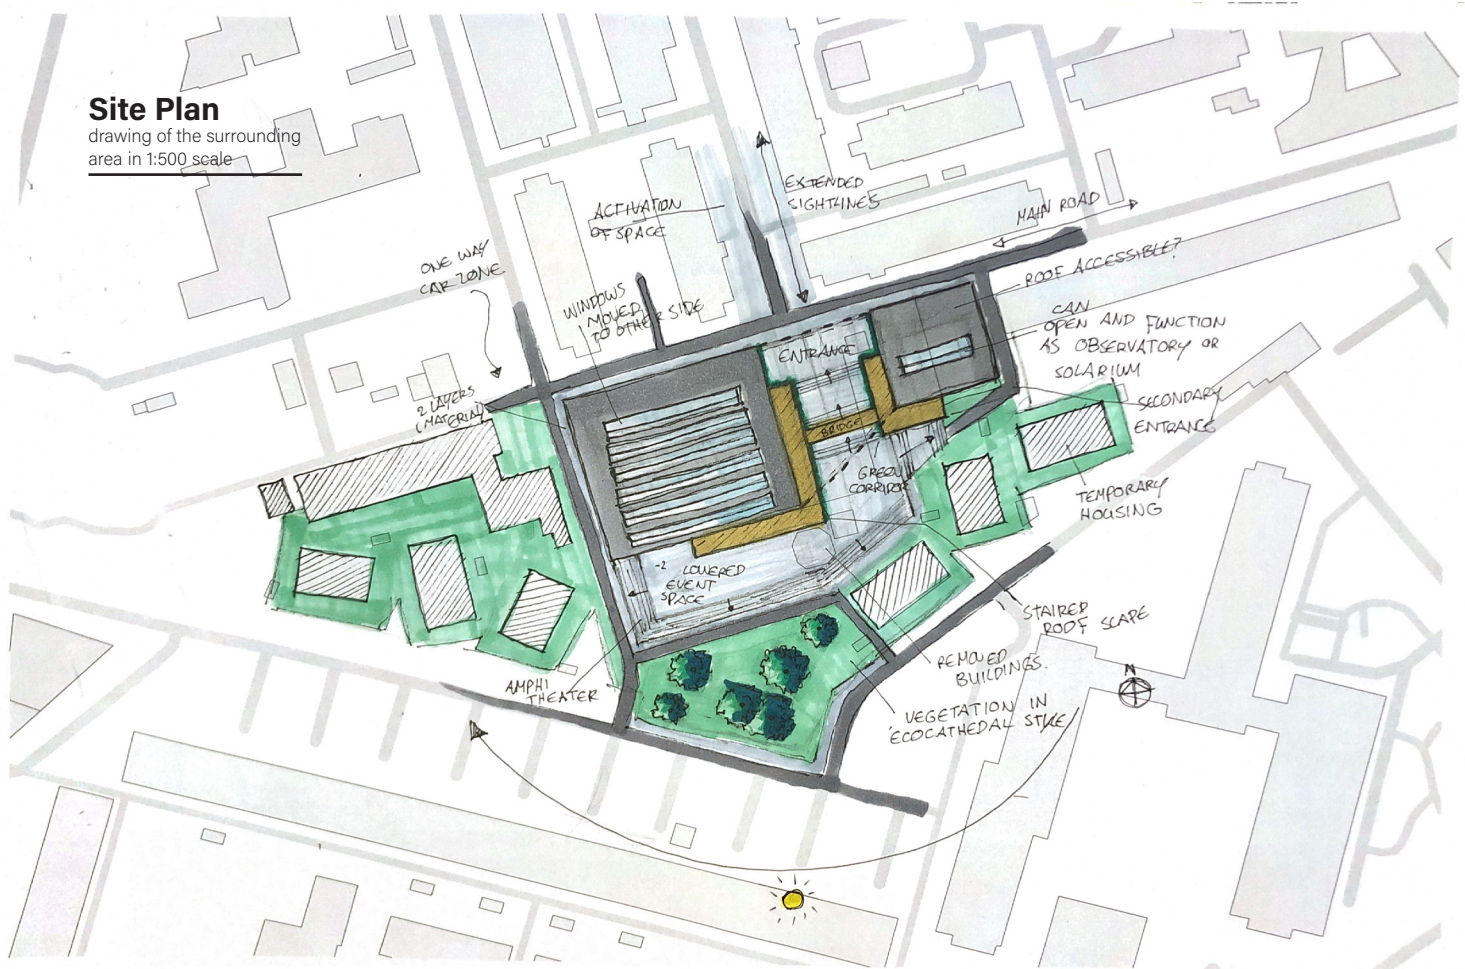 Site Plan
drawing of the surrounding
area in 1:500 scale
EXTENDED
SIGHTLINES
ACTIVATION
OF SPACE
MAIN ROAD
ONE WAY
CAR ZONE
ROOF ACCESSIBLE?
WINDOWS
MOVED
TO OTHER SIDE
CAN
OPEN AND FUNCTION
AS OBSERVATORY OR
SOLARIUM
ENTRANCE
2 LAYERS
(MATERIAL)
SECONDARY
ENTRANCE
BRIDGE
GREEN
CORRIDOR
TEMPORARY
HOUSING
-2 LOWERED
EVENT
SPACE
STAIRED
ROOF SCAPE
REMOVED
BUILDINGS.
AMPHI
THEATER
N
VEGETATION IN
'ECOCATHEDAL STYLE'